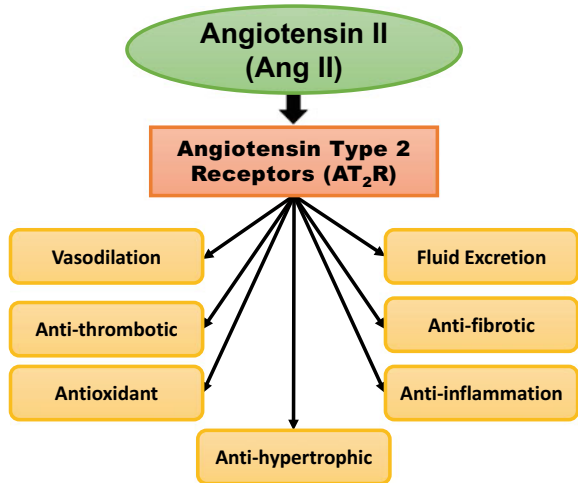 Angiotensin II
(Ang II)
Angiotensin Type 2
Receptors (AT₂R)
Vasodilation
Fluid Excretion
Anti-thrombotic
Anti-fibrotic
Antioxidant
Anti-inflammation
Anti-hypertrophic